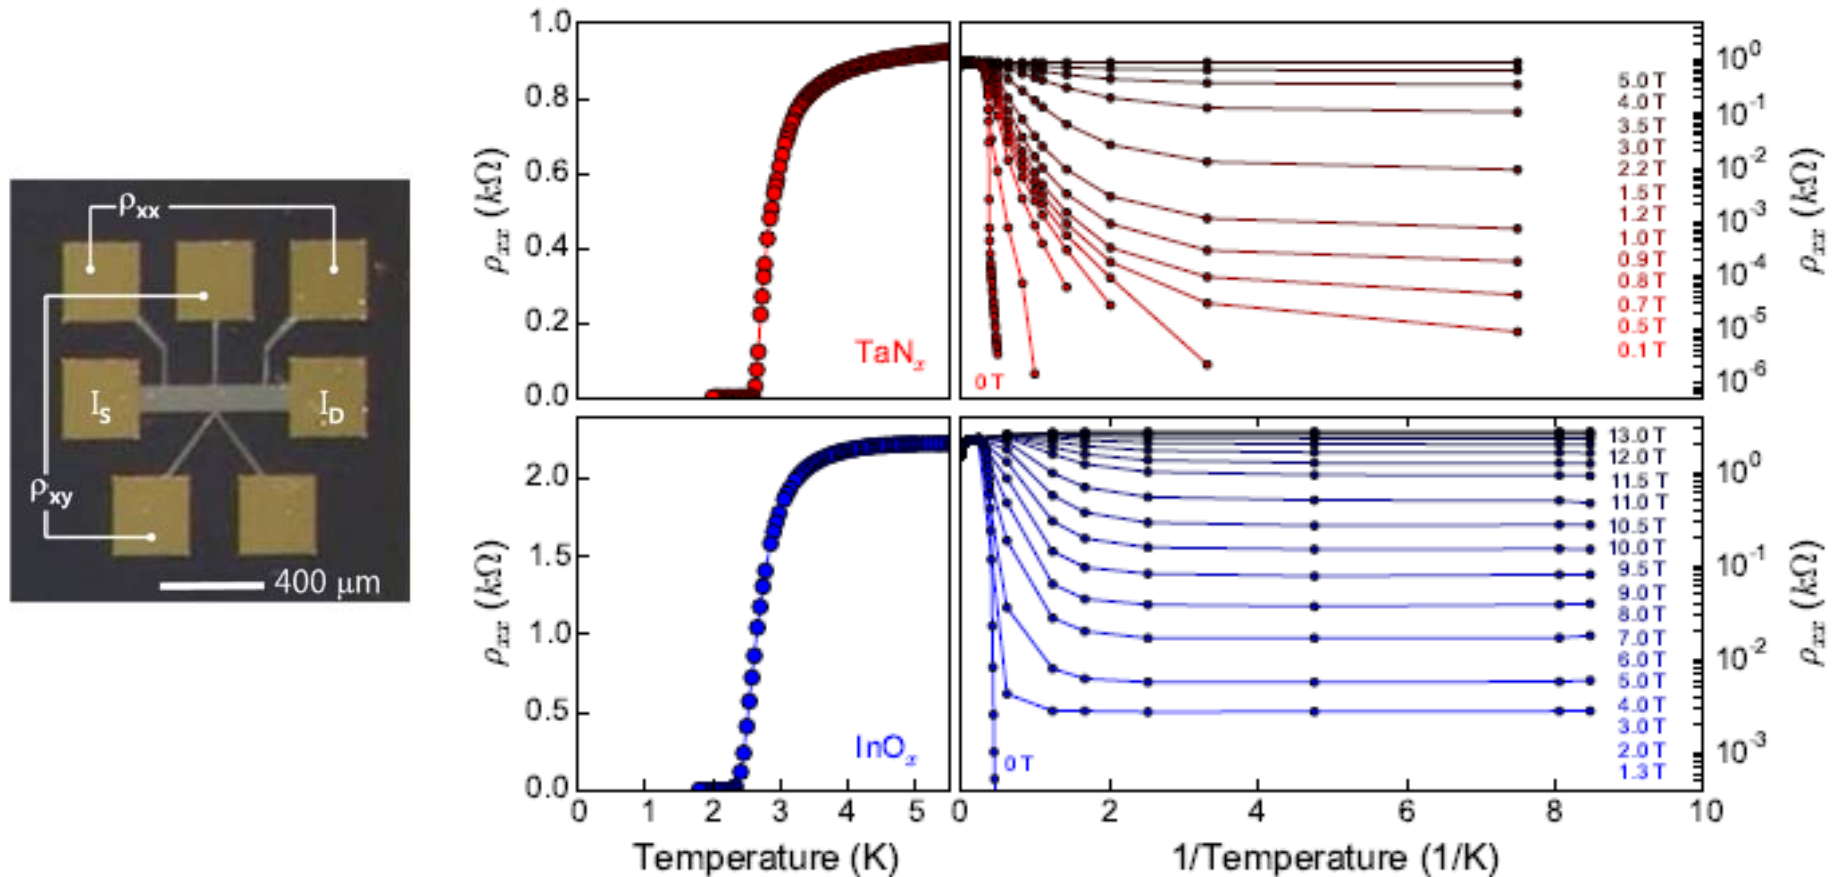 ρxx
I_S
I_D
ρxy
400 μm
1.0
0.8
0.6
0.4
0.2
0.0
ρxx (kΩ)
TaNx
0 T
5.0 T
4.0 T
3.5 T
3.0 T
2.2 T
1.5 T
1.2 T
1.0 T
0.9 T
0.8 T
0.7 T
0.5 T
0.1 T
10^0
10^-1
10^-2
10^-3
10^-4
10^-5
10^-6
ρxx (kΩ)
2.0
1.5
1.0
0.5
0.0
ρxx (kΩ)
InOx
0 T
13.0 T
12.0 T
11.5 T
11.0 T
10.5 T
10.0 T
9.5 T
9.0 T
8.0 T
7.0 T
6.0 T
5.0 T
4.0 T
3.0 T
2.0 T
1.3 T
10^0
10^-1
10^-2
10^-3
ρxx (kΩ)
0 1 2 3 4 5
Temperature (K)
0 2 4 6 8 10
1/Temperature (1/K)